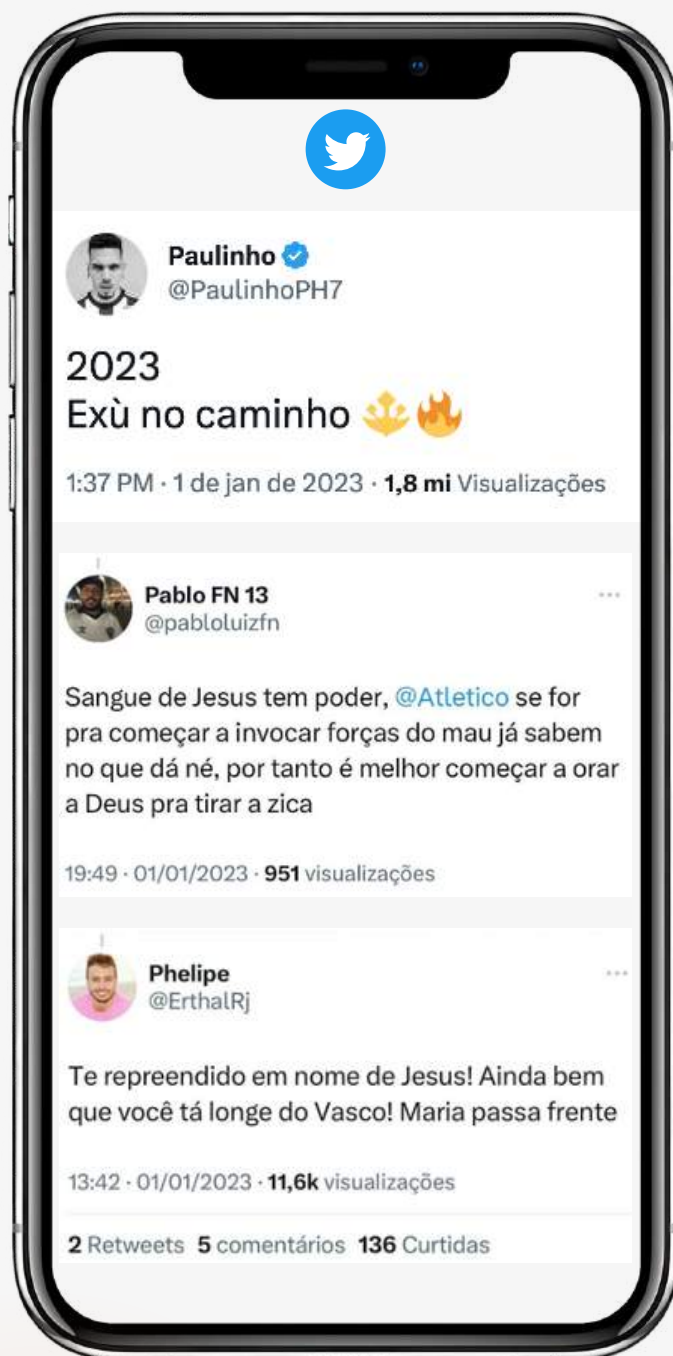 Paulinho
@PaulinhoPH7
2023
Exù no caminho
1:37 PM · 1 de jan de 2023 · 1,8 mi Visualizações
Pablo FN 13
@pabloluizfn
Sangue de Jesus tem poder, @Atletico se for
pra começar a invocar forças do mau já sabem
no que dá né, por tanto é melhor começar a orar
a Deus pra tirar a zica
19:49 · 01/01/2023 · 951 visualizações
Phelipe
@ErthalRj
Te repreendido em nome de Jesus! Ainda bem
que você tá longe do Vasco! Maria passa frente
13:42 · 01/01/2023 · 11,6k visualizações
2 Retweets 5 comentários 136 Curtidas